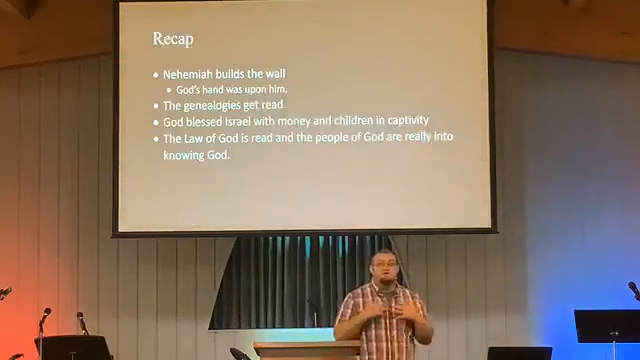 Recap
• Nehemiah builds the wall
• God's hand was upon him.
• The genealogies get read.
• God blessed Israel with money and children in captivity
• The Law of God is read and the people of God are really into
knowing God.